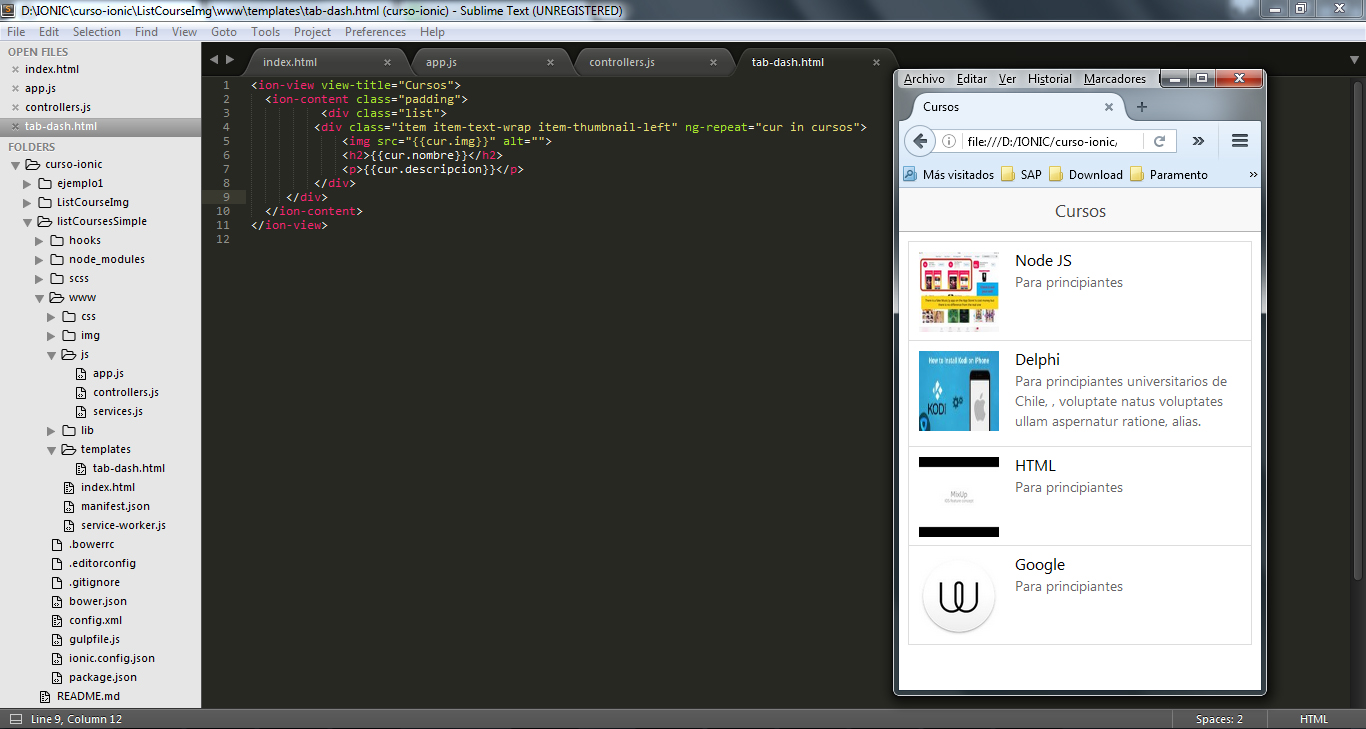 D:\IONIC\curso-ionic\ListCourseImg\www\templates\tab-dash.html (curso-ionic) - Sublime Text (UNREGISTERED)
File Edit Selection Find View Goto Tools Project Preferences Help
OPEN FILES
index.html
app.js
controllers.js
tab-dash.html
FOLDERS
curso-ionic
ejemplo1
ListCourseImg
listCoursesSimple
hooks
node_modules
scss
www
css
img
js
app.js
controllers.js
services.js
lib
templates
tab-dash.html
index.html
manifest.json
service-worker.js
.bowerrc
.editorconfig
.gitignore
bower.json
config.xml
gulpfile.js
ionic.config.json
package.json
README.md
index.html app.js controllers.js tab-dash.html
1 <ion-view view-title="Cursos">
2 <ion-content class="padding">
3 <div class="list">
4 <div class="item item-text-wrap item-thumbnail-left" ng-repeat="cur in cursos">
5 <img src="{{cur.img}}" alt="">
6 <h2>{{cur.nombre}}</h2>
7 <p>{{cur.descripcion}}</p>
8 </div>
9 </div>
10 </ion-content>
11 </ion-view>
12
Archivo Editar Ver Historial Marcadores
Cursos
file:///D:/IONIC/curso-ionic/
Más visitados SAP Download Paramento
Cursos
Node JS
Para principiantes
How to Install Kodi on iPhone
KODI
Delphi
Para principiantes universitarios de
Chile, , voluptate natus voluptates
ullam aspernatur ratione, alias.
MixUp
HTML
Para principiantes
Google
Para principiantes
Line 9, Column 12
Spaces: 2
HTML